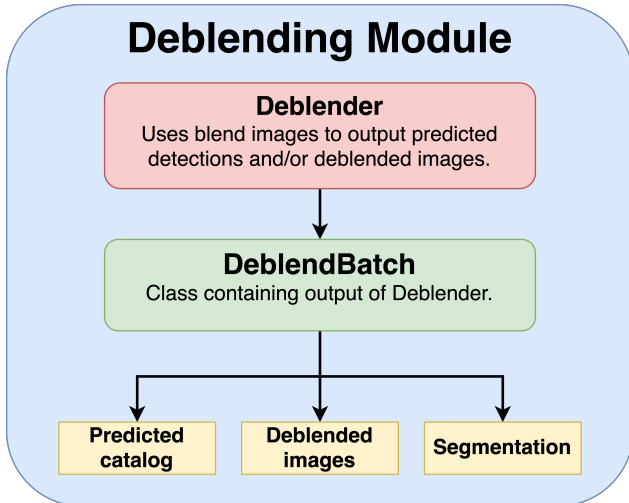 Deblending Module
Deblender
Uses blend images to output predicted
detections and/or deblended images.
DeblendBatch
Class containing output of Deblender.
Predicted
catalog
Deblended
images
Segmentation